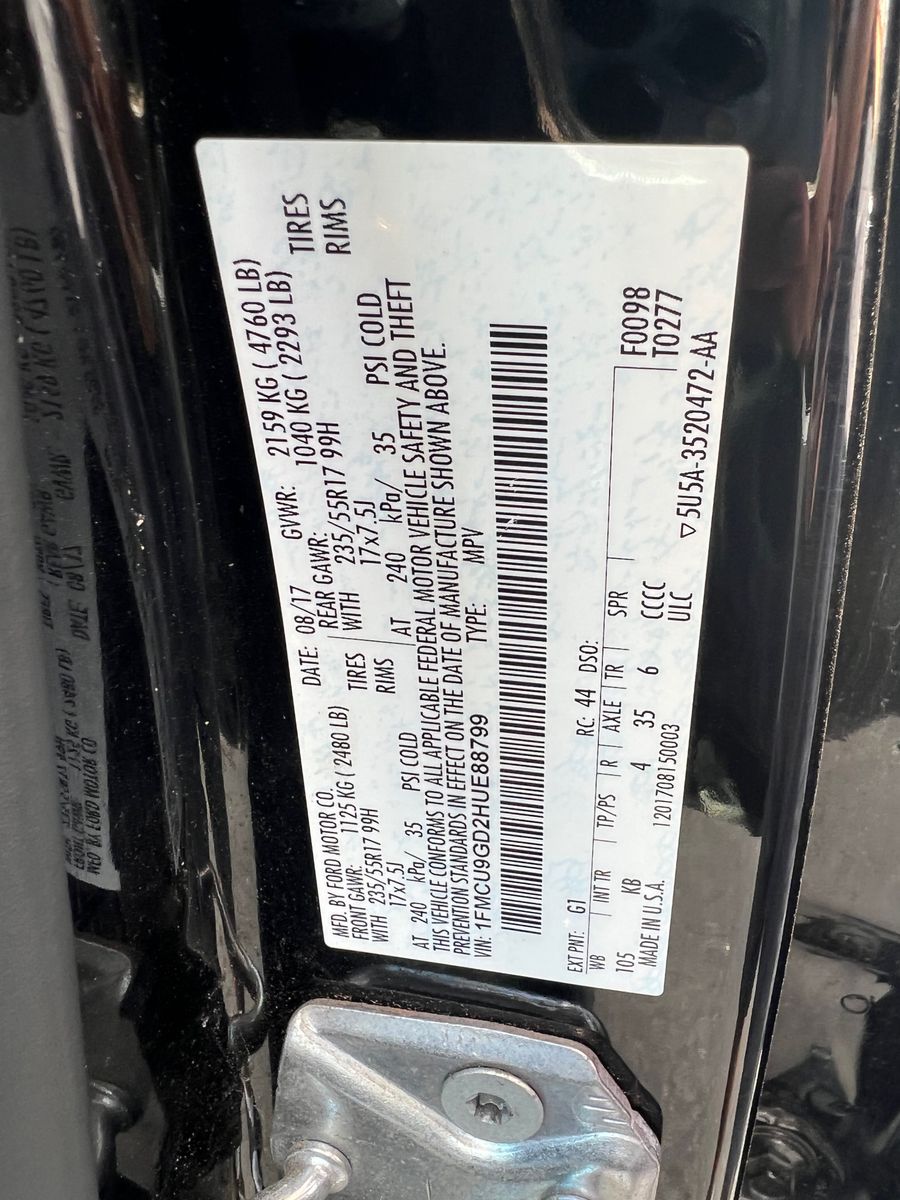 MFD. BY FORD MOTOR CO. DATE: 08/17 GVWR: 2159 KG ( 4760 LB)
FRONT GAWR: 1125 KG ( 2480 LB) REAR GAWR: 1040 KG ( 2293 LB)
WITH 235/55R17 99H TIRES WITH 235/55R17 99H TIRES
17x7.5J RIMS 17x7.5J RIMS
AT 240 kPa/ 35 PSI COLD AT 240 kPa/ 35 PSI COLD
THIS VEHICLE CONFORMS TO ALL APPLICABLE FEDERAL MOTOR VEHICLE SAFETY AND THEFT
PREVENTION STANDARDS IN EFFECT ON THE DATE OF MANUFACTURE SHOWN ABOVE.
VIN: 1FMCU9GD2HUE88799 TYPE: MPV
EXT PNT: G1 RC: 44 DSO: F0098
WB INT TR TP/PS R AXLE TR SPR T0277
105 KB 4 35 6 CCCC
MADE IN U.S.A. 1201708150003 ULC ▽5U5A-3520472-AA